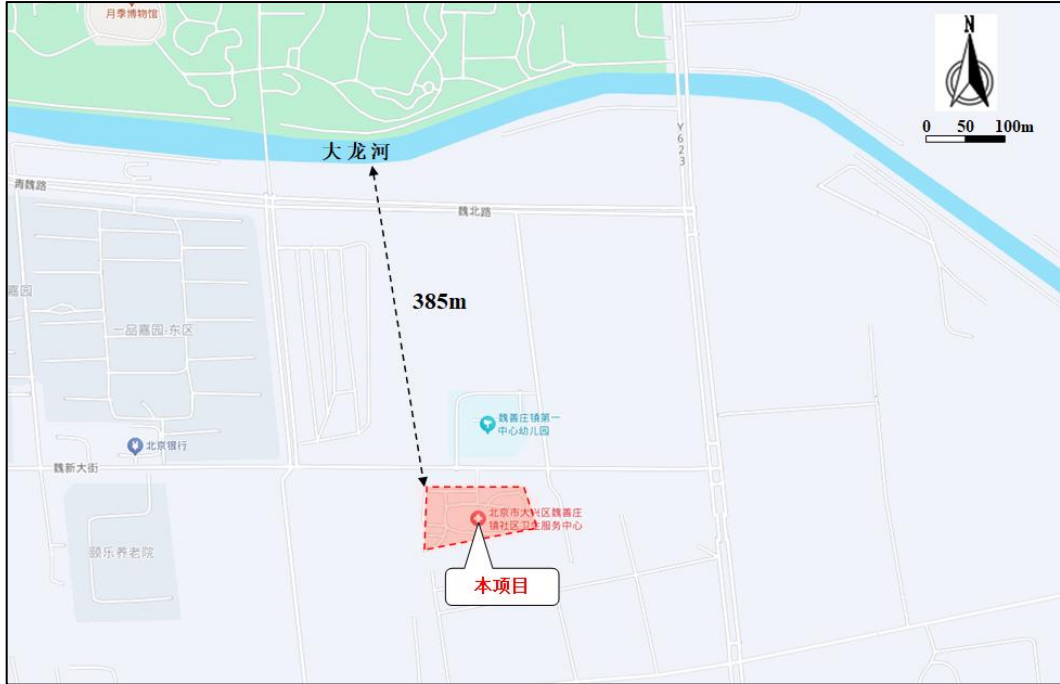 月季博物馆
N
0 50 100m
Y623
大龙河
青魏路
魏北路
嘉园
385m
一品嘉园-东区
魏善庄镇第一
中心幼儿园
北京银行
魏新大街
北京市大兴区魏善庄
镇社区卫生服务中心
颐乐养老院
本项目